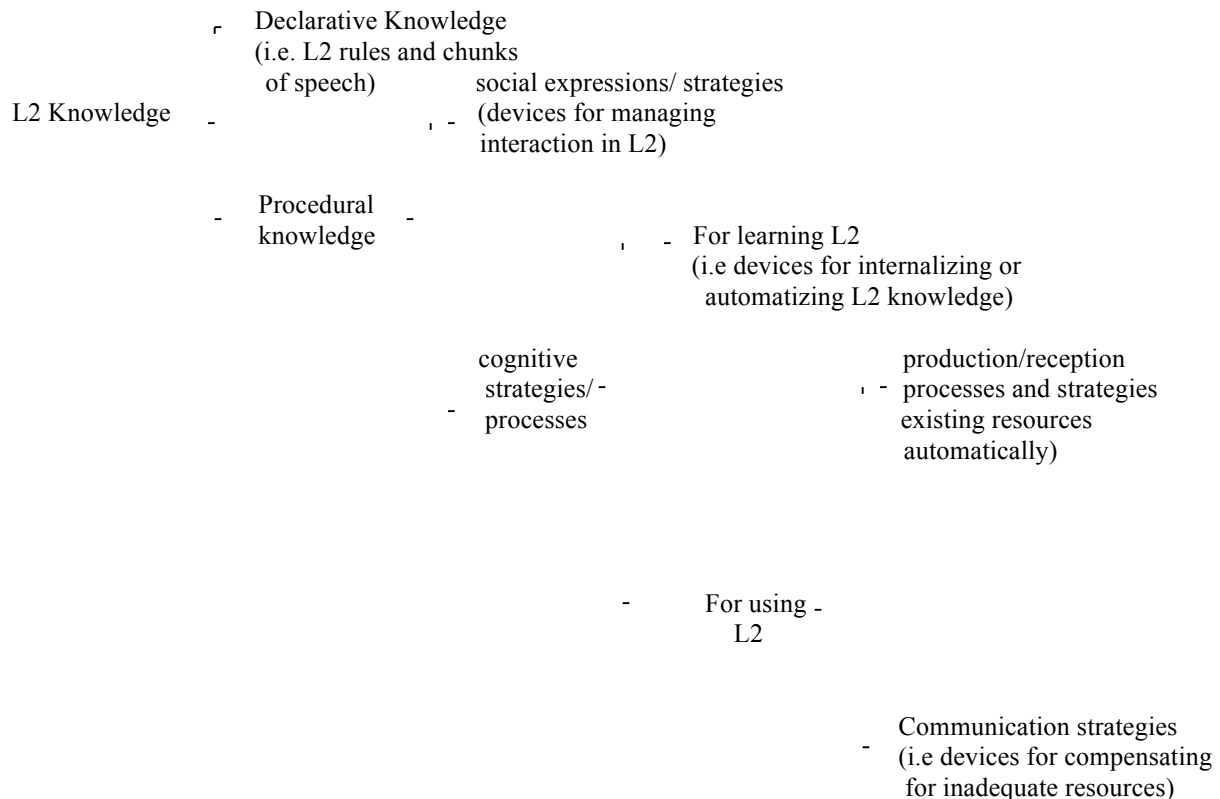 Declarative Knowledge
(i.e. L2 rules and chunks
of speech)
L2 Knowledge
social expressions/ strategies
(devices for managing
interaction in L2)
Procedural
knowledge
For learning L2
(i.e devices for internalizing or
automatizing L2 knowledge)
cognitive
strategies/
processes
production/reception
processes and strategies
existing resources
automatically)
For using
L2
Communication strategies
(i.e devices for compensating
for inadequate resources)